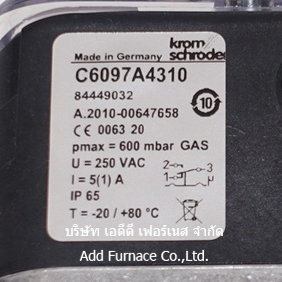 Made in Germany
krom
schroder
C6097A4310
84449032
10
A.2010-00647658
CE 0063 20
pmax = 600 mbar GAS
U = 250 VAC
2
3
1
I = 5(1) A
IP 65
T = -20 / +80 °C
บริษัท เอดีดี เฟอร์เนส จำกัด
Add Furnace Co.,Ltd.